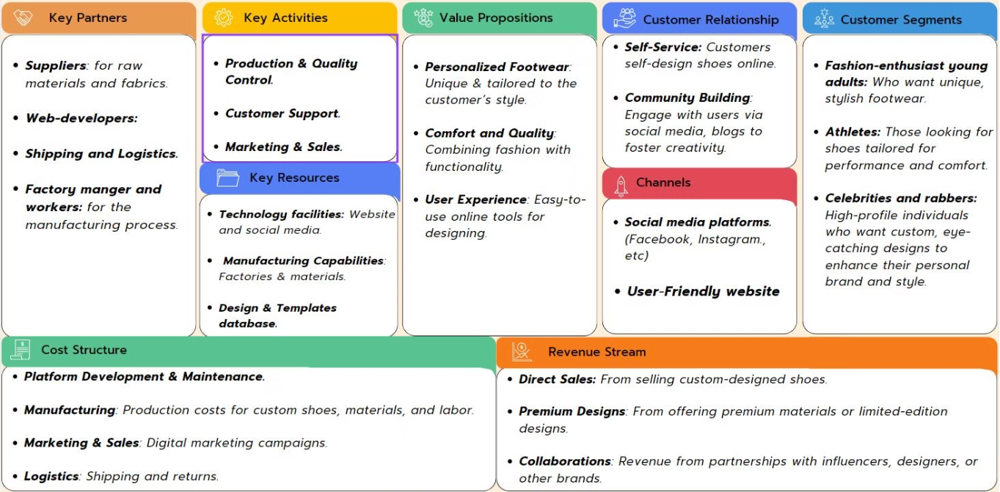 Key Partners
• Suppliers: for raw
materials and fabrics.
• Web-developers:
• Shipping and Logistics.
• Factory manger and
workers: for the
manufacturing process.
Key Activities
• Production & Quality
Control.
• Customer Support.
• Marketing & Sales.
Key Resources
• Technology facilities: Website
and social media.
• Manufacturing Capabilities:
Factories & materials.
• Design & Templates
database.
Value Propositions
• Personalized Footwear:
Unique & tailored to the
customer's style.
• Comfort and Quality:
Combining fashion with
functionality.
• User Experience: Easy-to-
use online tools for
designing.
Customer Relationship
• Self-Service: Customers
self-design shoes online.
• Community Building:
Engage with users via
social media, blogs to
foster creativity.
Channels
• Social media platforms.
(Facebook, Instagram.,
etc)
• User-Friendly website
Customer Segments
• Fashion-enthusiast young
adults: Who want unique,
stylish footwear.
• Athletes: Those looking for
shoes tailored for
performance and comfort.
• Celebrities and rabbers:
High-profile individuals
who want custom, eye-
catching designs to
enhance their personal
brand and style.
Cost Structure
• Platform Development & Maintenance.
• Manufacturing: Production costs for custom shoes, materials, and labor.
• Marketing & Sales: Digital marketing campaigns.
• Logistics: Shipping and returns.
Revenue Stream
• Direct Sales: From selling custom-designed shoes.
• Premium Designs: From offering premium materials or limited-edition
designs.
• Collaborations: Revenue from partnerships with influencers, designers, or
other brands.